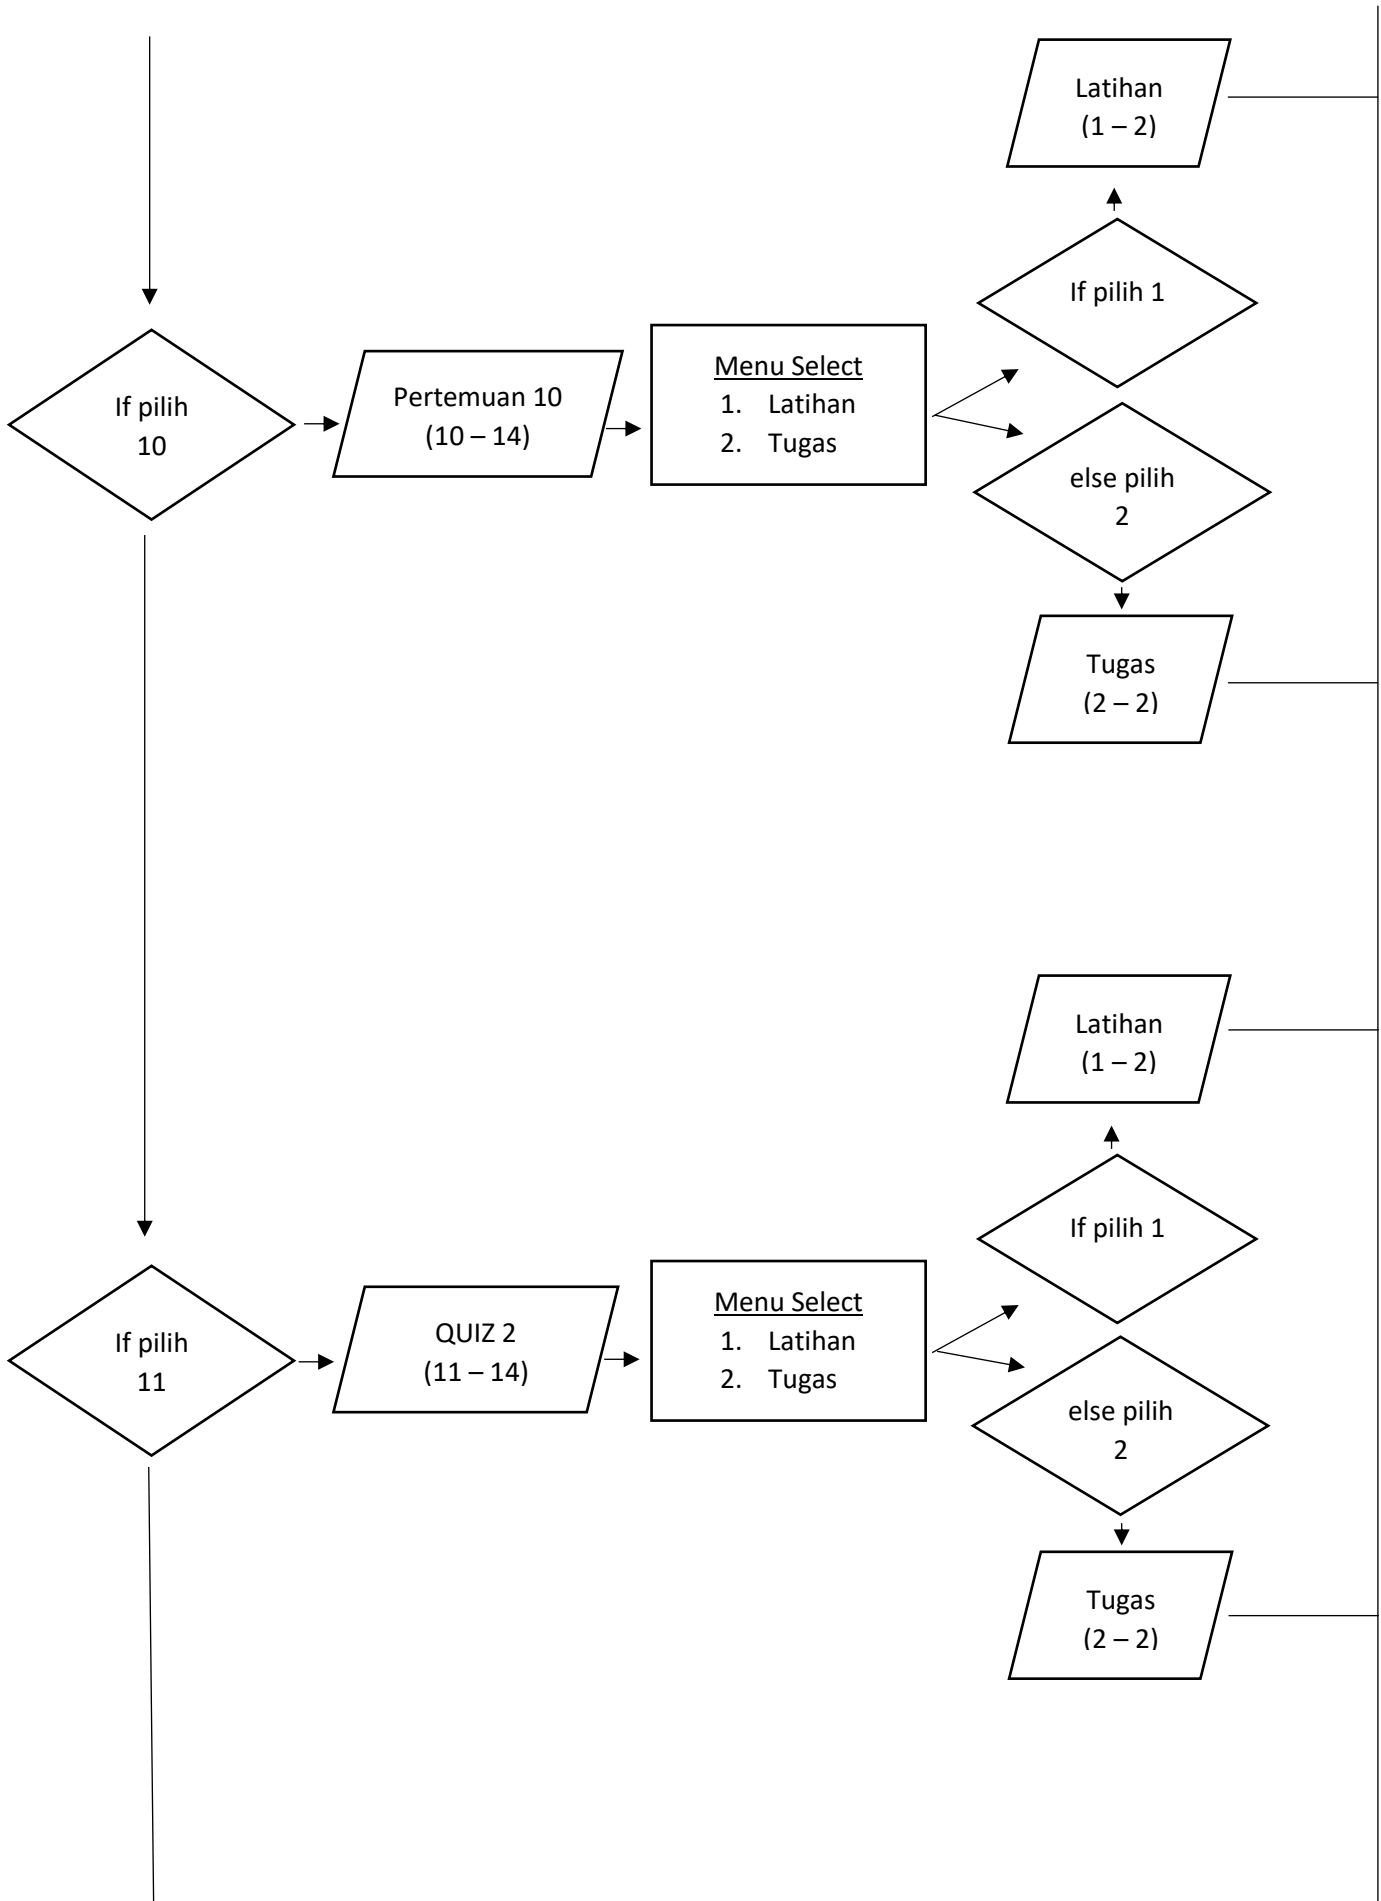 Latihan
(1 – 2)
If pilih 1
If pilih
10
Pertemuan 10
(10 – 14)
Menu Select
1. Latihan
2. Tugas
else pilih
2
Tugas
(2 – 2)
Latihan
(1 – 2)
If pilih 1
If pilih
11
QUIZ 2
(11 – 14)
Menu Select
1. Latihan
2. Tugas
else pilih
2
Tugas
(2 – 2)